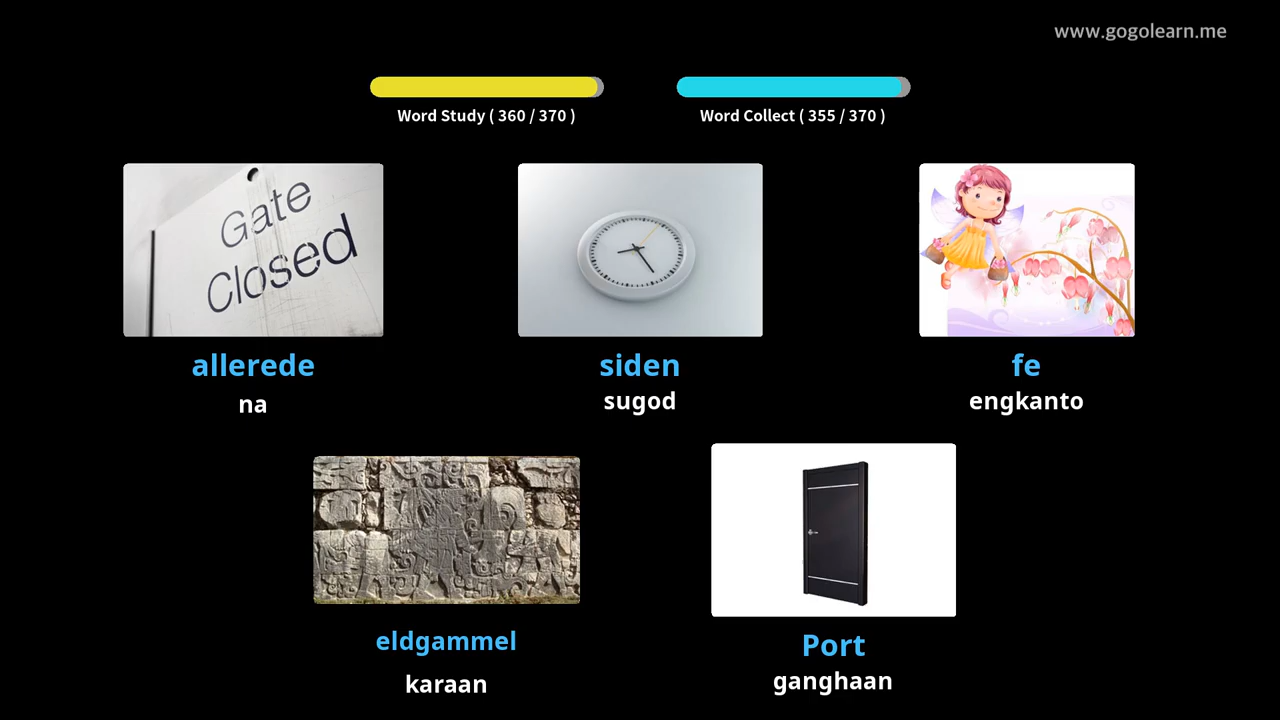 www.gogolearn.me
Word Study ( 360 / 370 )
Word Collect ( 355 / 370 )
Gate
Closed
allerede
na
siden
sugod
fe
engkanto
eldgammel
karaan
Port
ganghaan